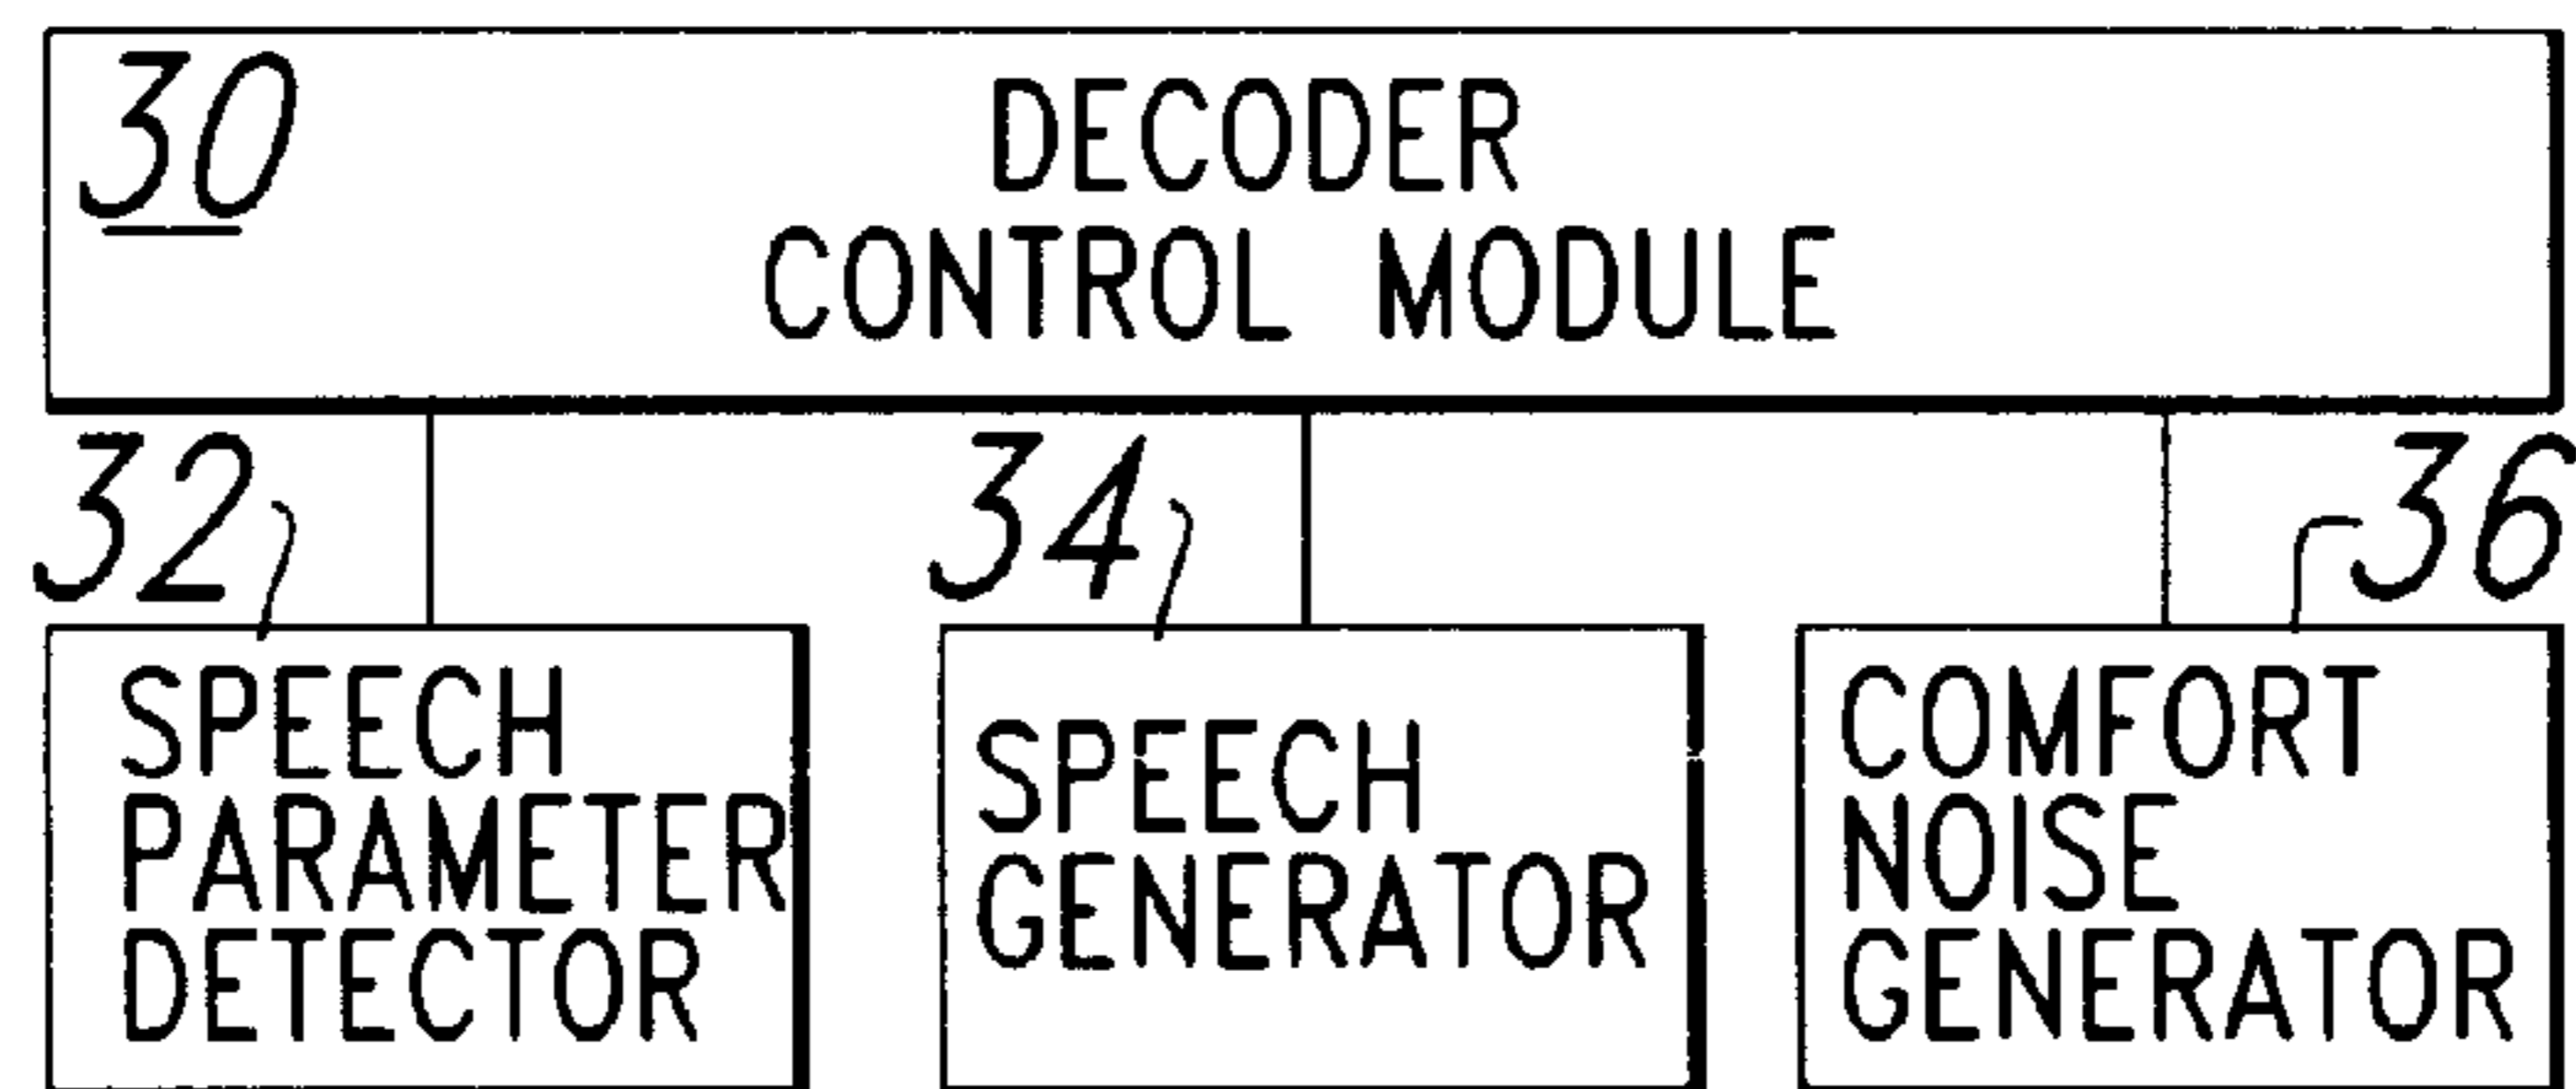 30
DECODER
CONTROL MODULE
32
34
36
SPEECH
PARAMETER
DETECTOR
SPEECH
GENERATOR
COMFORT
NOISE
GENERATOR